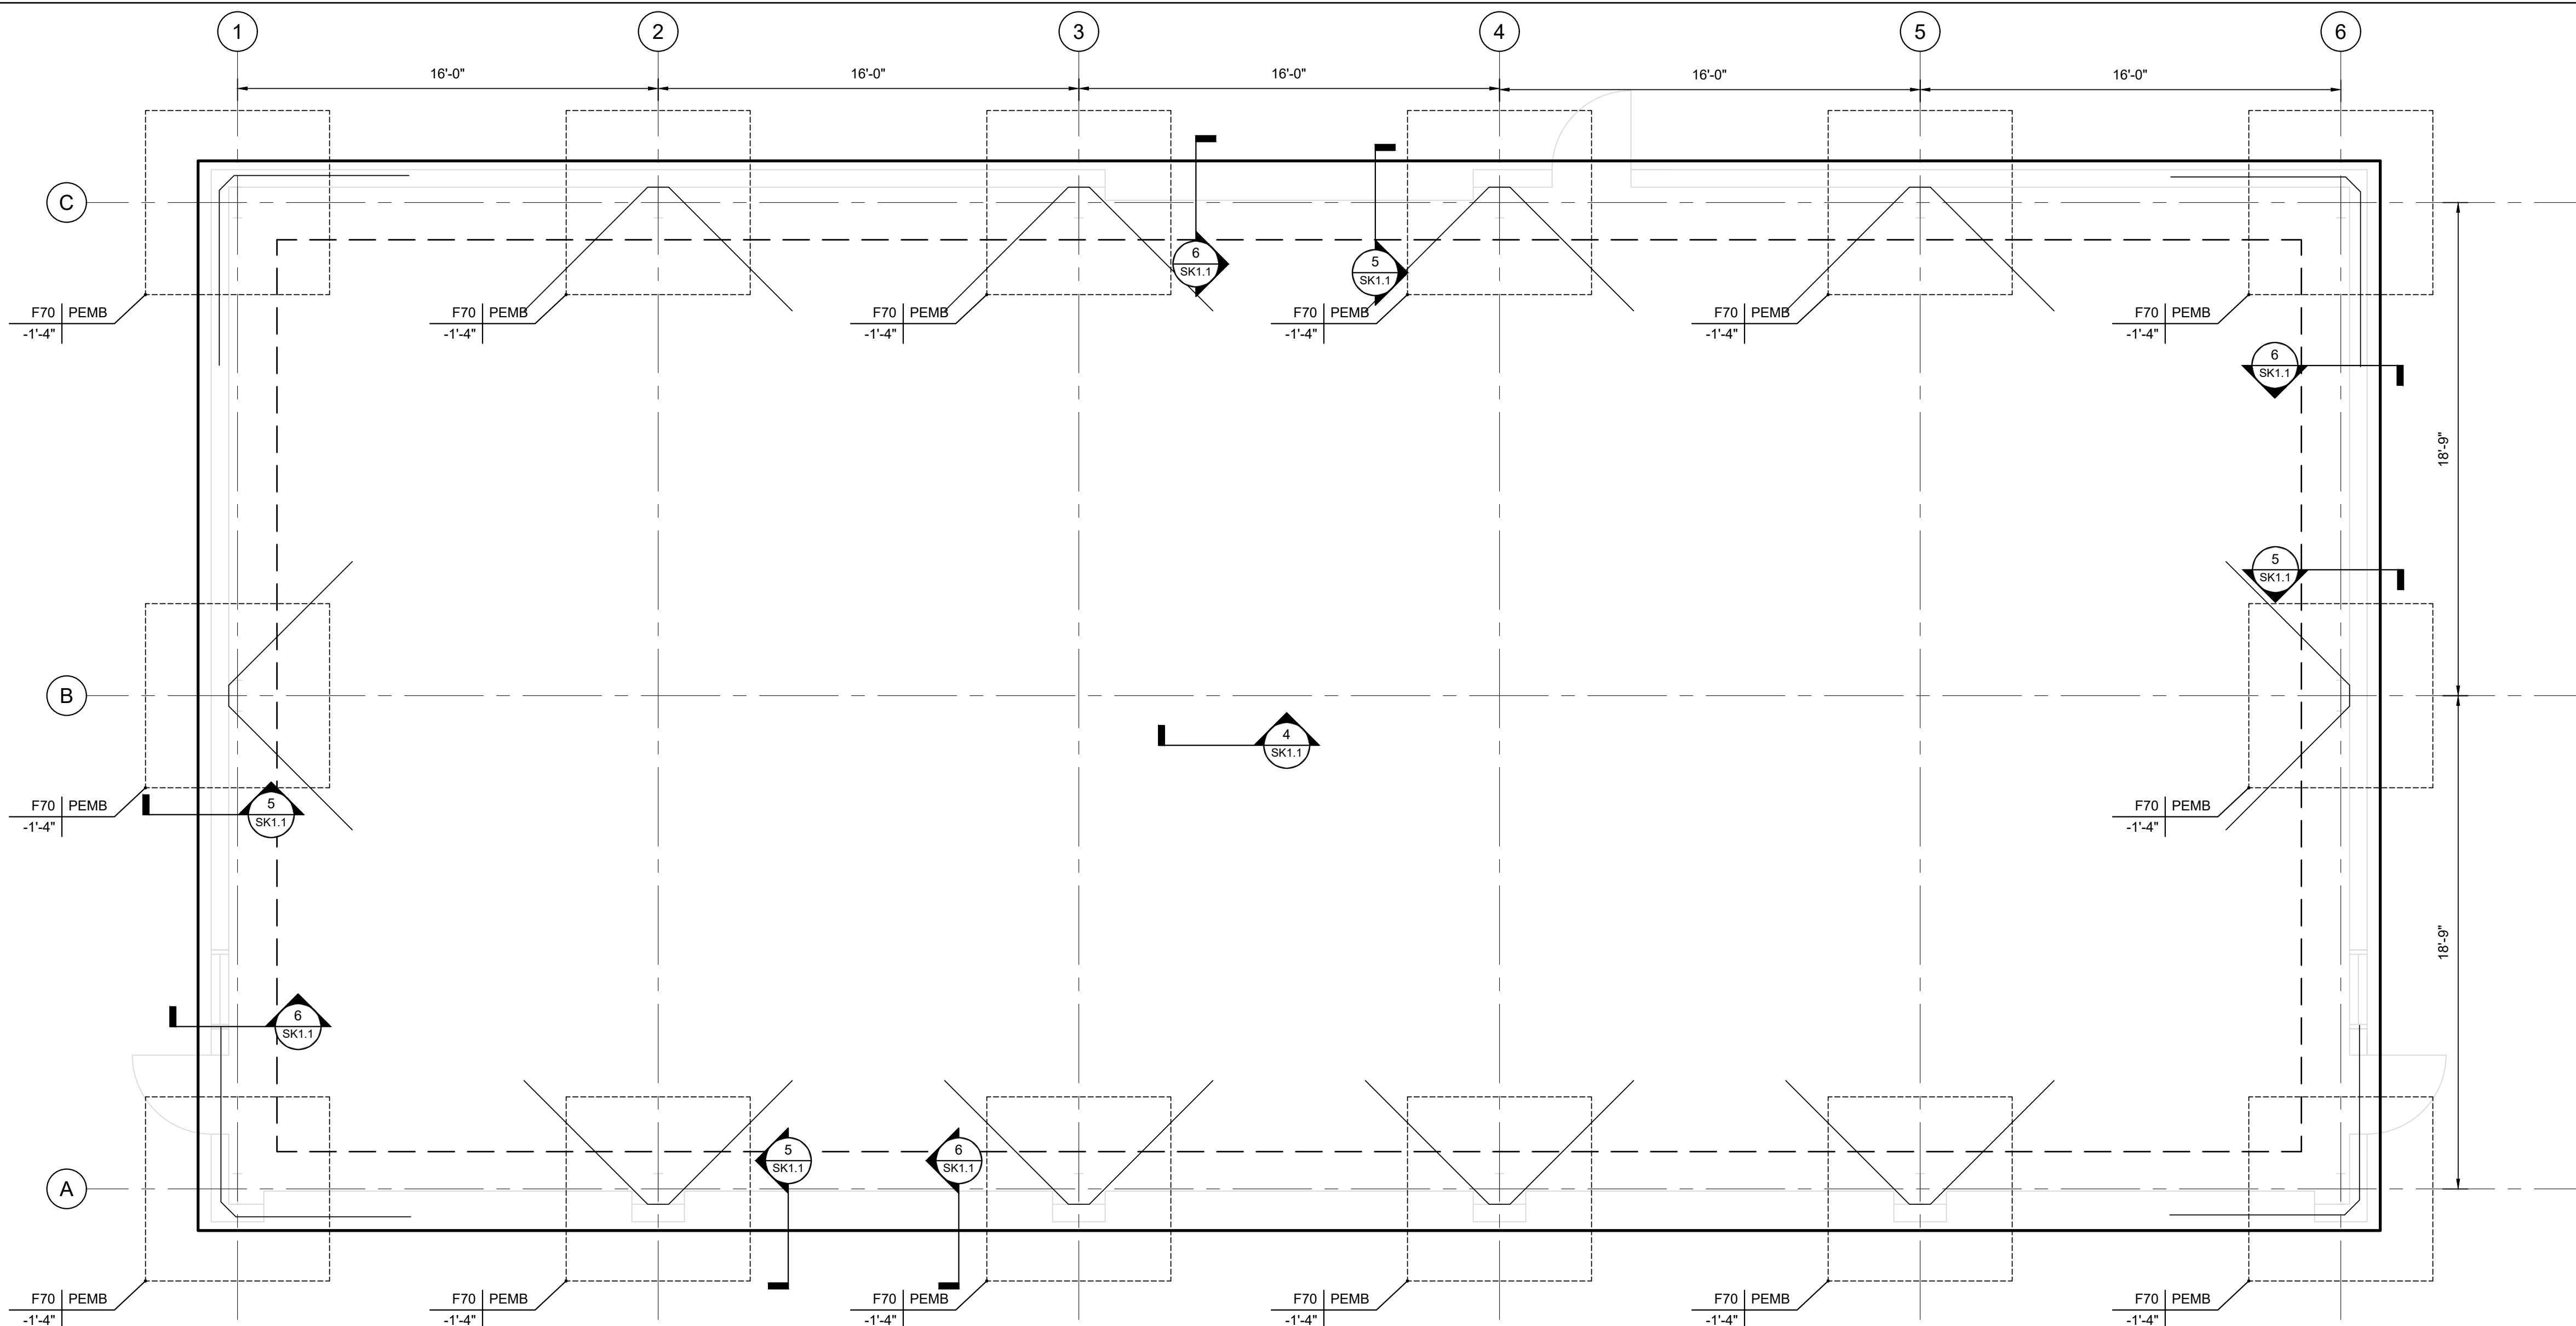 1 2 3 4 5 6
16'-0" 16'-0" 16'-0" 16'-0" 16'-0"
C
6
SK1.1
5
SK1.1
F70 PEMB F70 PEMB F70 PEMB F70 PEMB F70 PEMB F70 PEMB
-1'-4" -1'-4" -1'-4" -1'-4" -1'-4" -1'-4"
6
SK1.1
18'-9"
5
SK1.1
B
4
SK1.1
F70 PEMB F70 PEMB
-1'-4" -1'-4"
5
SK1.1
18'-9"
6
SK1.1
5 6
SK1.1 SK1.1
A
F70 PEMB F70 PEMB F70 PEMB F70 PEMB F70 PEMB F70 PEMB
-1'-4" -1'-4" -1'-4" -1'-4" -1'-4" -1'-4"